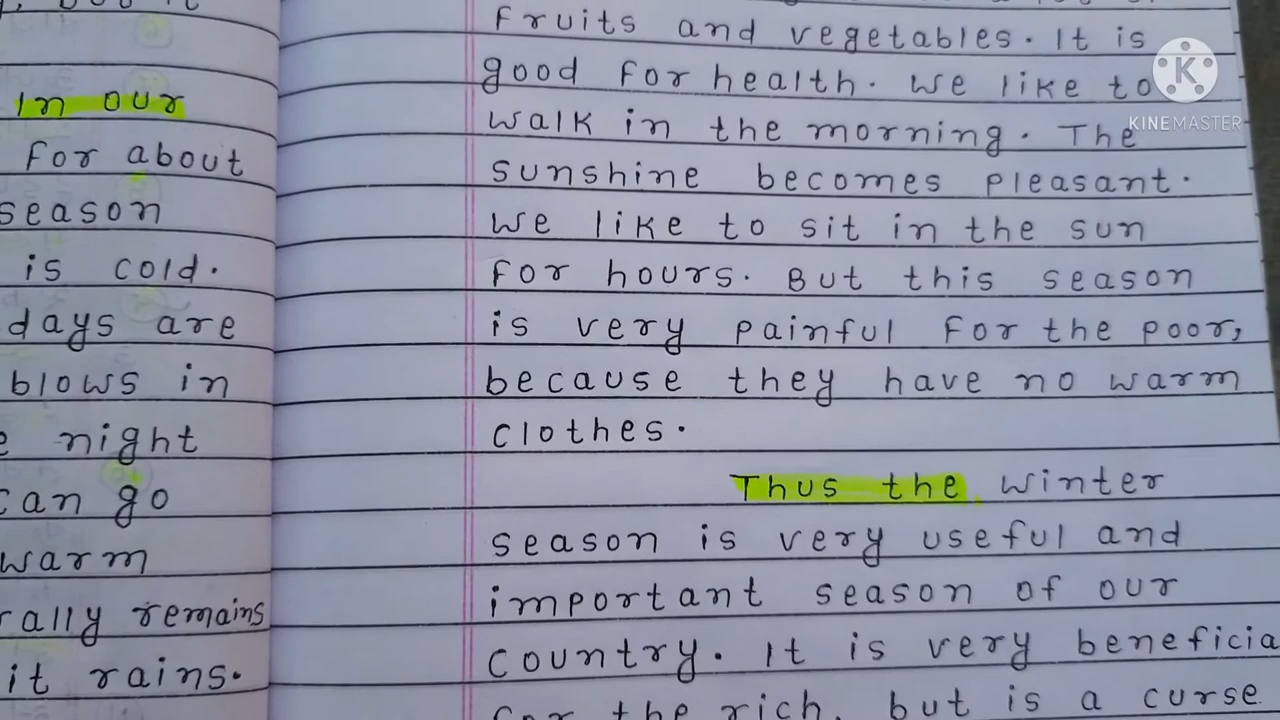 In our
For about
season
is cold.
days are
blows in
night
can go
warm
remains
it rains.
Fruits and vegetables. It is
good for health. We like to
walk in the morning. The
sunshine becomes pleasant.
We like to sit in the sun
for hours. But this season
is very painful for the poor,
because they have no warm
clothes.
Thus the winter
season is very useful and
important season of our
country. It is very beneficia
for the rich, but is a curse
K
KINEMASTER